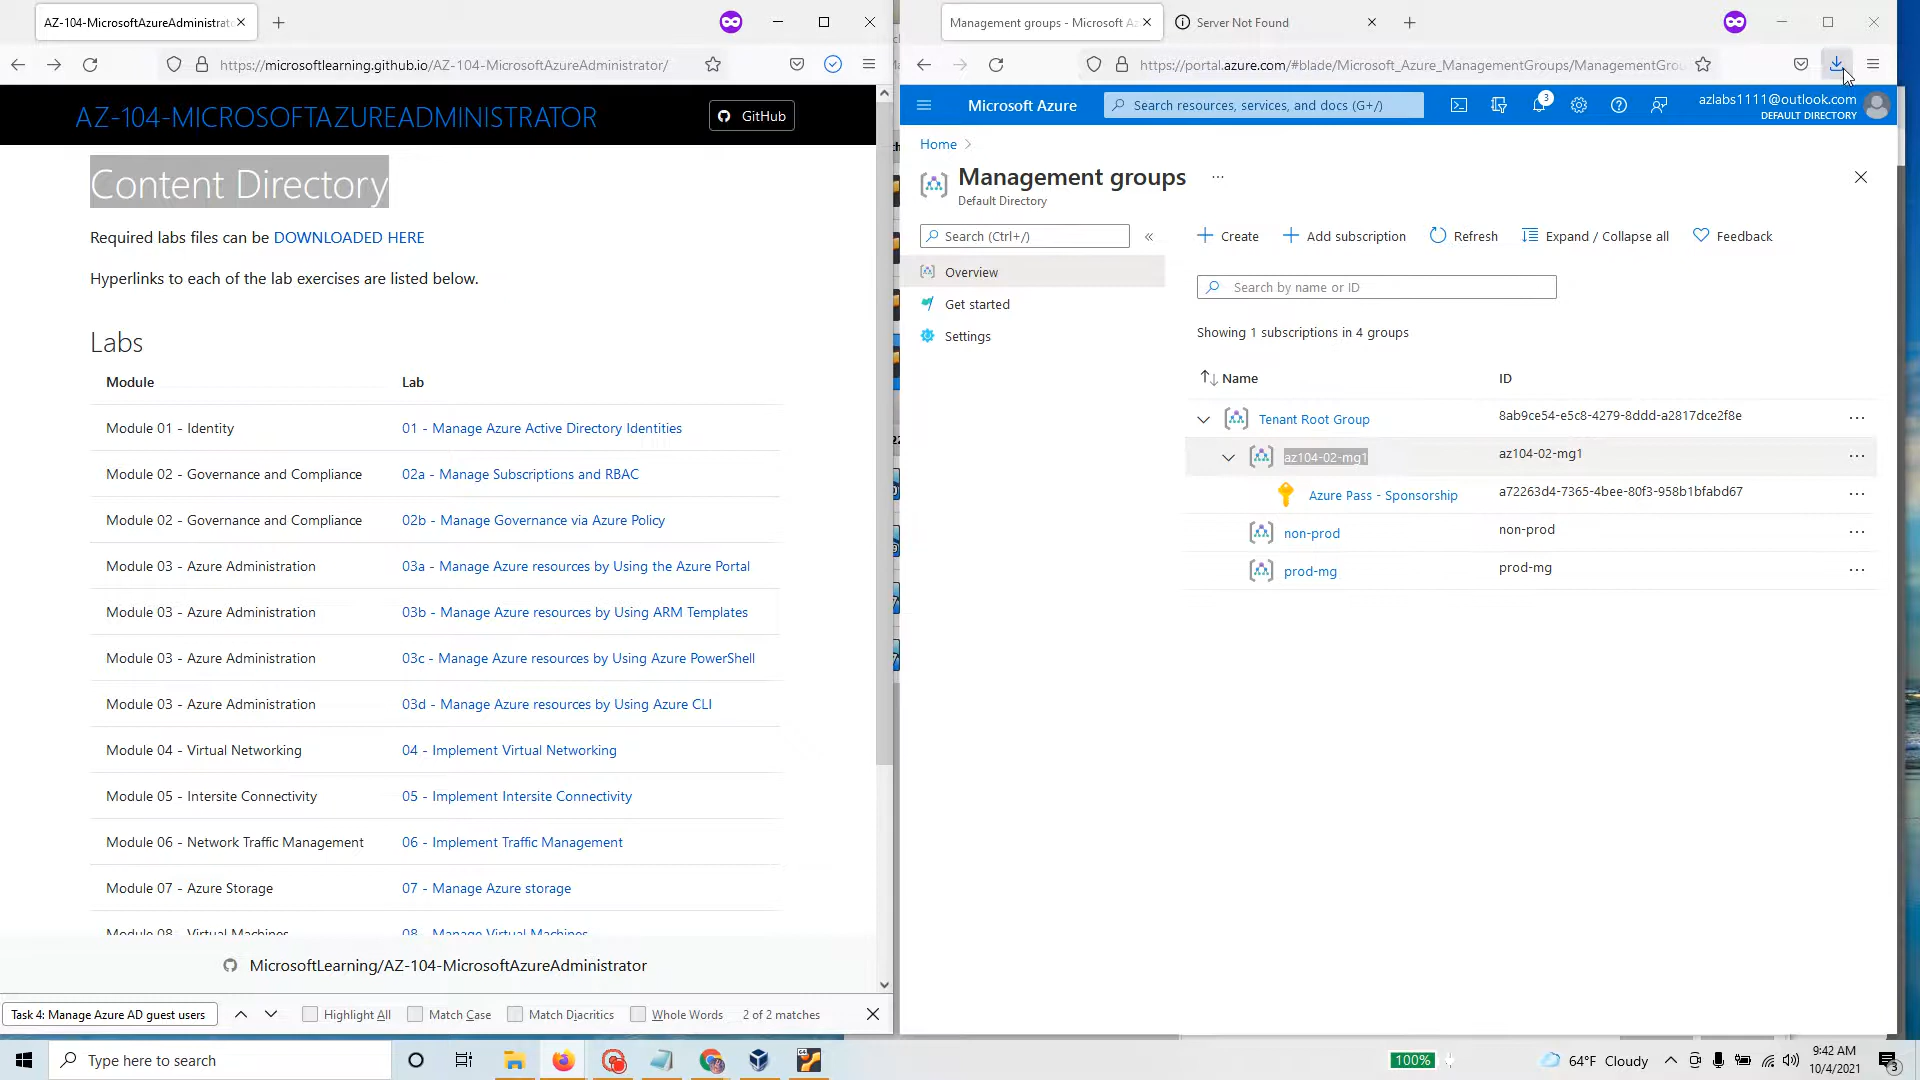 AZ-104-MicrosoftAzureAdministrat
https://microsoftlearning.github.io/AZ-104-MicrosoftAzureAdministrator/
AZ-104-MICROSOFTAZUREADMINISTRATOR
GitHub
Content Directory
Required labs files can be DOWNLOADED HERE
Hyperlinks to each of the lab exercises are listed below.
Labs
Module Lab
Module 01 - Identity 01 - Manage Azure Active Directory Identities
Module 02 - Governance and Compliance 02a - Manage Subscriptions and RBAC
Module 02 - Governance and Compliance 02b - Manage Governance via Azure Policy
Module 03 - Azure Administration 03a - Manage Azure resources by Using the Azure Portal
Module 03 - Azure Administration 03b - Manage Azure resources by Using ARM Templates
Module 03 - Azure Administration 03c - Manage Azure resources by Using Azure PowerShell
Module 03 - Azure Administration 03d - Manage Azure resources by Using Azure CLI
Module 04 - Virtual Networking 04 - Implement Virtual Networking
Module 05 - Intersite Connectivity 05 - Implement Intersite Connectivity
Module 06 - Network Traffic Management 06 - Implement Traffic Management
Module 07 - Azure Storage 07 - Manage Azure storage
Module 08 - Virtual Machines 08 - Manage Virtual Machines
MicrosoftLearning/AZ-104-MicrosoftAzureAdministrator
Task 4: Manage Azure AD guest users Highlight All Match Case Match Diacritics Whole Words 2 of 2 matches
Management groups - Microsoft Az
Server Not Found
https://portal.azure.com/#blade/Microsoft_Azure_ManagementGroups/ManagementGrou
Microsoft Azure
Search resources, services, and docs (G+/)
3
azlabs1111@outlook.com
DEFAULT DIRECTORY
Home
Management groups
Default Directory
Search (Ctrl+/)
Overview
Get started
Settings
Create Add subscription Refresh Expand / Collapse all Feedback
Search by name or ID
Showing 1 subscriptions in 4 groups
Name ID
Tenant Root Group 8ab9ce54-e5c8-4279-8ddd-a2817dce2f8e
az104-02-mg1 az104-02-mg1
Azure Pass - Sponsorship a72263d4-7365-4bee-80f3-958b1bfabd67
non-prod non-prod
prod-mg prod-mg
Type here to search
100%
64°F Cloudy
9:42 AM
10/4/2021
3